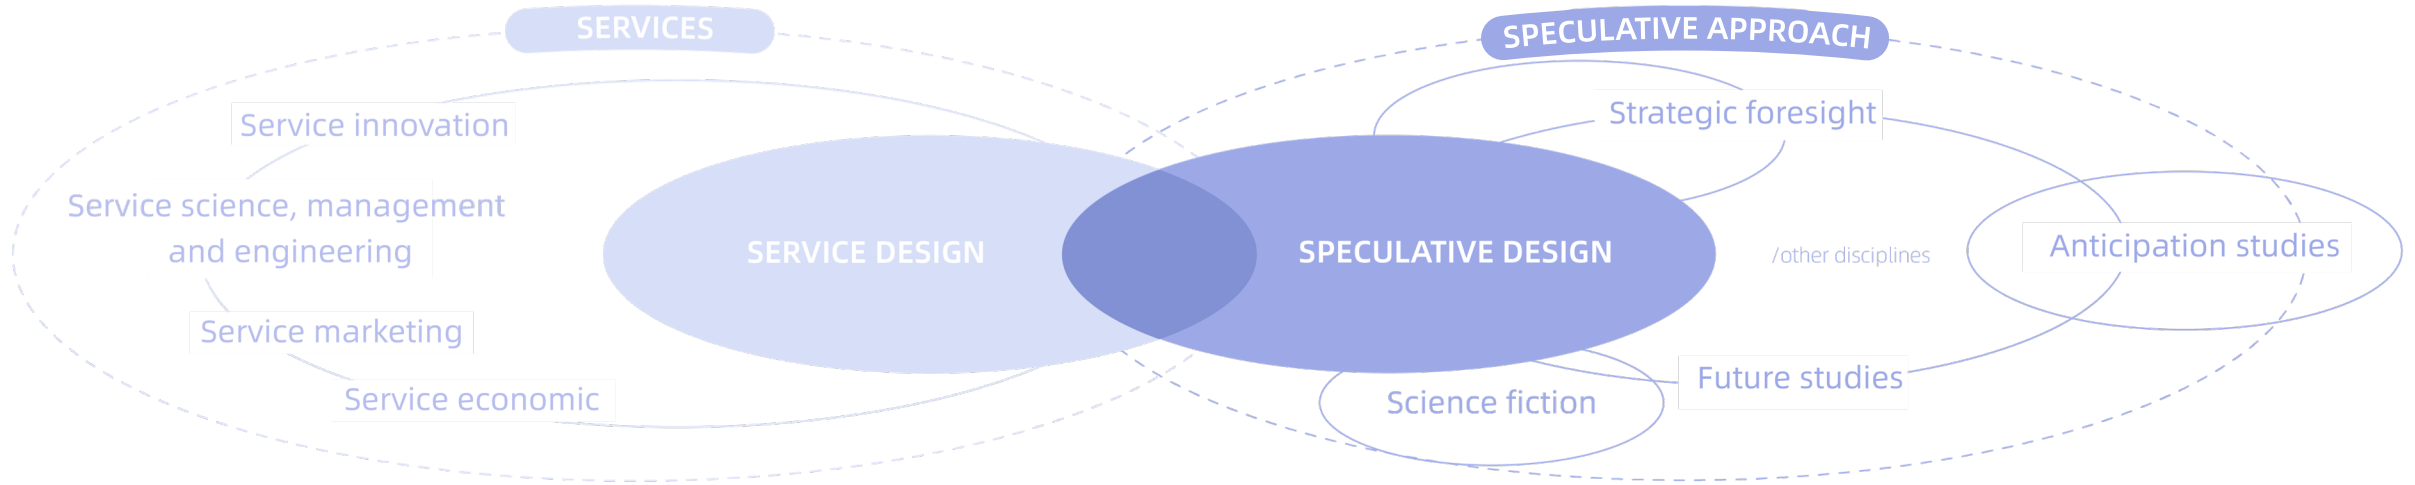 SERVICES
SPECULATIVE APPROACH
Service innovation
Strategic foresight
Service science, management
and engineering
SERVICE DESIGN
SPECULATIVE DESIGN
/other disciplines
Anticipation studies
Service marketing
Service economic
Science fiction
Future studies